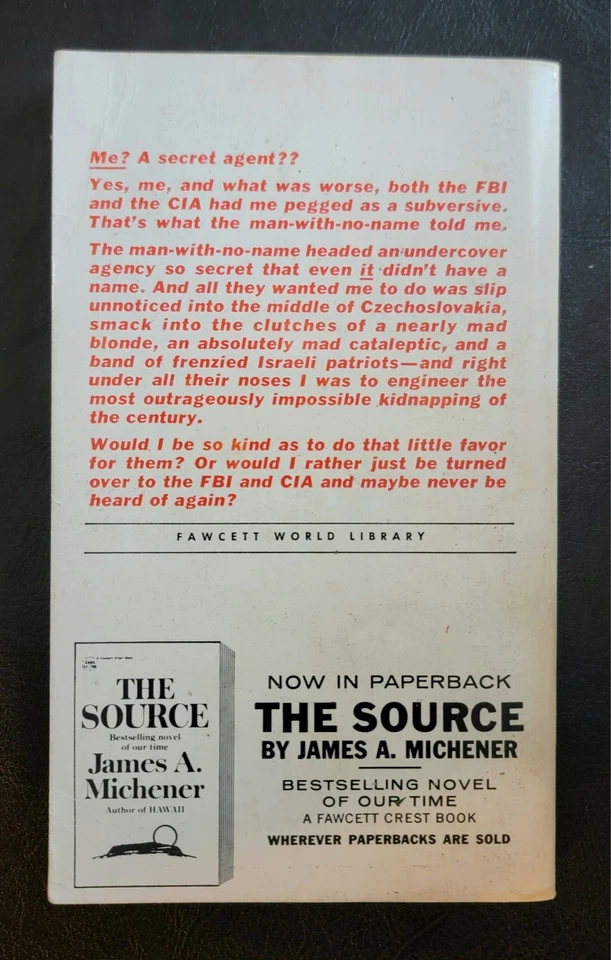 Me? A secret agent??
Yes, me, and what was worse, both the FBI
and the CIA had me pegged as a subversive.
That's what the man-with-no-name told me.
The man-with-no-name headed an undercover
agency so secret that even it didn't have a
name. And all they wanted me to do was slip
unnoticed into the middle of Czechoslovakia,
smack into the clutches of a nearly mad
blonde, an absolutely mad cataleptic, and a
band of frenzied Israeli patriots—and right
under all their noses I was to engineer the
most outrageously impossible kidnapping of
the century.
Would I be so kind as to do that little favor
for them? Or would I rather just be turned
over to the FBI and CIA and maybe never be
heard of again?
FAWCETT WORLD LIBRARY
THE
SOURCE
Bestselling novel
of our time
James A.
Michener
Author of HAWAII
NOW IN PAPERBACK
THE SOURCE
BY JAMES A. MICHENER
BESTSELLING NOVEL
OF OUR TIME
A FAWCETT CREST BOOK
WHEREVER PAPERBACKS ARE SOLD